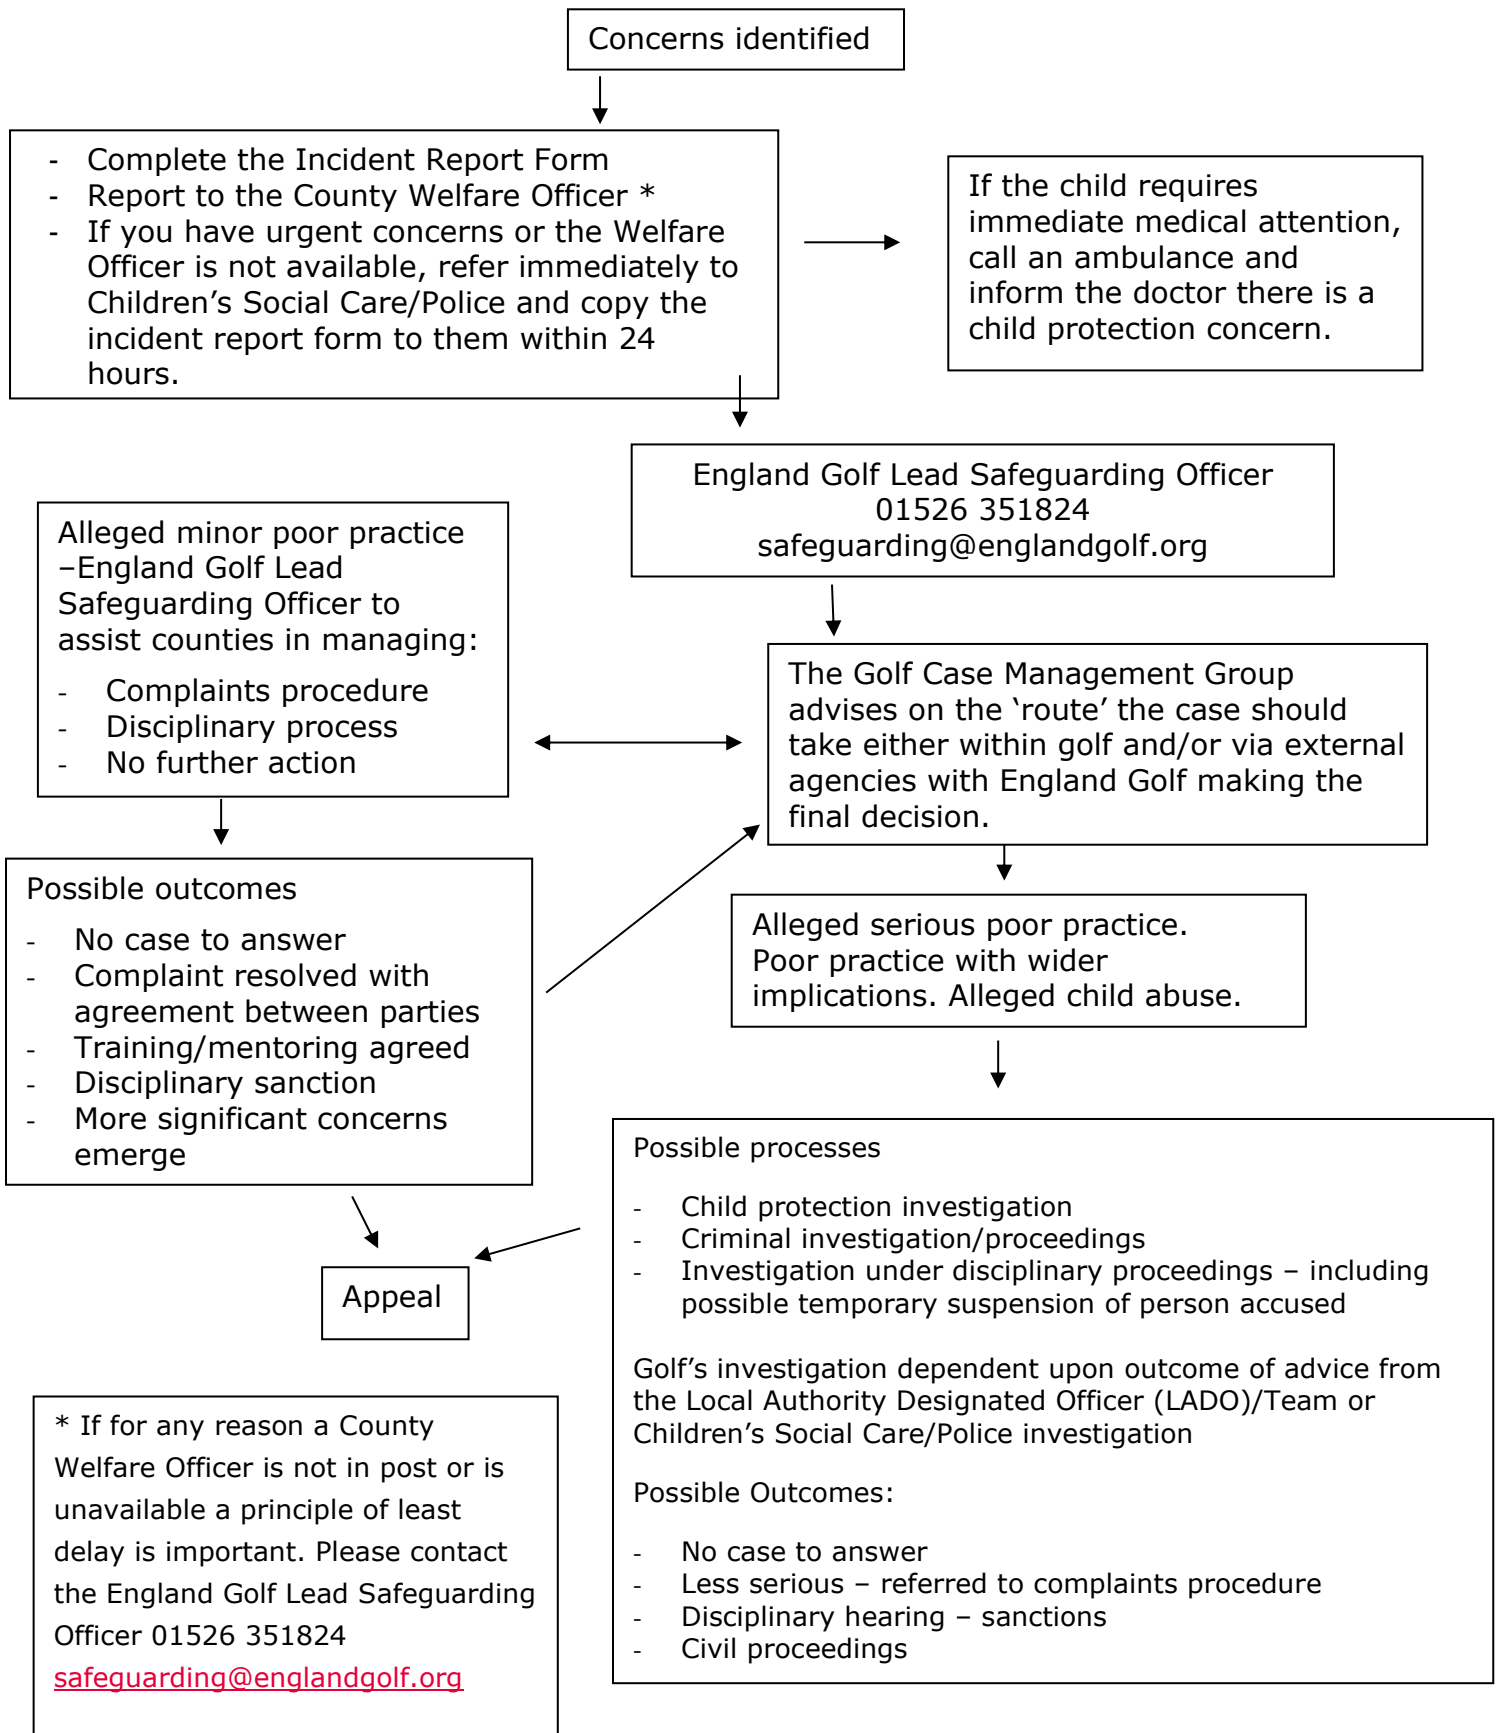 Concerns identified
- Complete the Incident Report Form
- Report to the County Welfare Officer *
- If you have urgent concerns or the Welfare
Officer is not available, refer immediately to
Children’s Social Care/Police and copy the
incident report form to them within 24
hours.
If the child requires
immediate medical attention,
call an ambulance and
inform the doctor there is a
child protection concern.
England Golf Lead Safeguarding Officer
01526 351824
safeguarding@englandgolf.org
Alleged minor poor practice
–England Golf Lead
Safeguarding Officer to
assist counties in managing:
- Complaints procedure
- Disciplinary process
- No further action
The Golf Case Management Group
advises on the ‘route’ the case should
take either within golf and/or via external
agencies with England Golf making the
final decision.
Possible outcomes
- No case to answer
- Complaint resolved with
agreement between parties
- Training/mentoring agreed
- Disciplinary sanction
- More significant concerns
emerge
Alleged serious poor practice.
Poor practice with wider
implications. Alleged child abuse.
Possible processes
- Child protection investigation
- Criminal investigation/proceedings
- Investigation under disciplinary proceedings – including
possible temporary suspension of person accused
Golf’s investigation dependent upon outcome of advice from
the Local Authority Designated Officer (LADO)/Team or
Children’s Social Care/Police investigation
Possible Outcomes:
- No case to answer
- Less serious – referred to complaints procedure
- Disciplinary hearing – sanctions
- Civil proceedings
Appeal
* If for any reason a County
Welfare Officer is not in post or is
unavailable a principle of least
delay is important. Please contact
the England Golf Lead Safeguarding
Officer 01526 351824
safeguarding@englandgolf.org